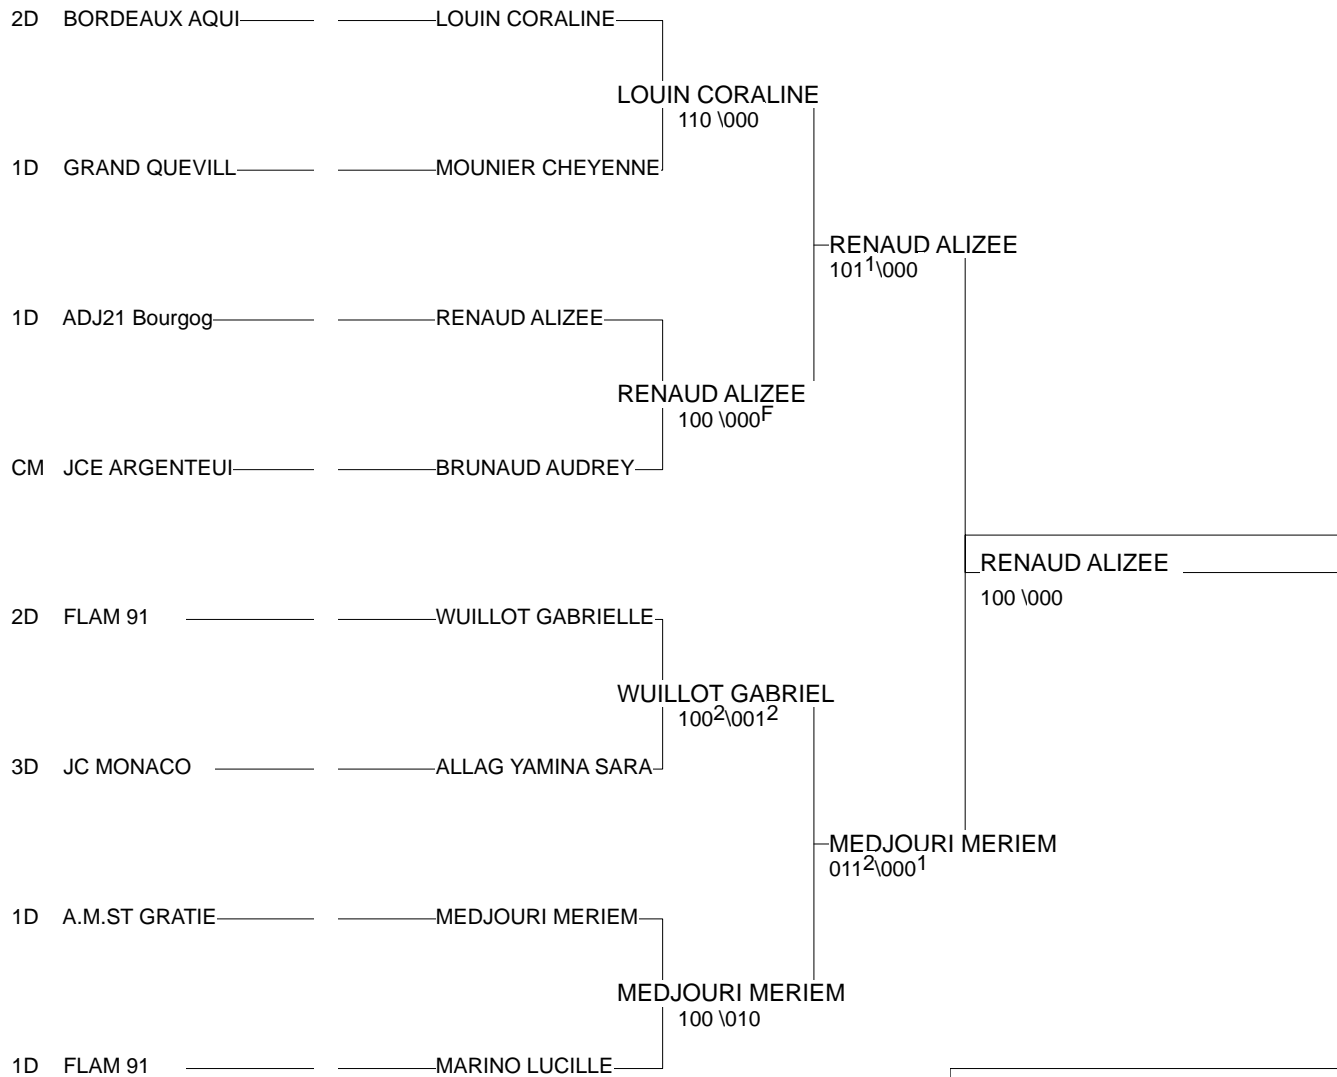 2D BORDEAUX AQUI LOUIN CORALINE
LOUIN CORALINE
110 \000
1D GRAND QUEVILL MOUNIER CHEYENNE
RENAUD ALIZEE
101¹\000
1D ADJ21 Bourgog RENAUD ALIZEE
RENAUD ALIZEE
100 \000F
CM JCE ARGENTEUI BRUNAUD AUDREY
RENAUD ALIZEE
100 \000
2D FLAM 91 WUILLOT GABRIELLE
WUILLOT GABRIEL
100²\001²
3D JC MONACO ALLAG YAMINA SARA
MEDJOURI MERIEM
011²\000¹
1D A.M.ST GRATIE MEDJOURI MERIEM
MEDJOURI MERIEM
100 \010
1D FLAM 91 MARINO LUCILLE